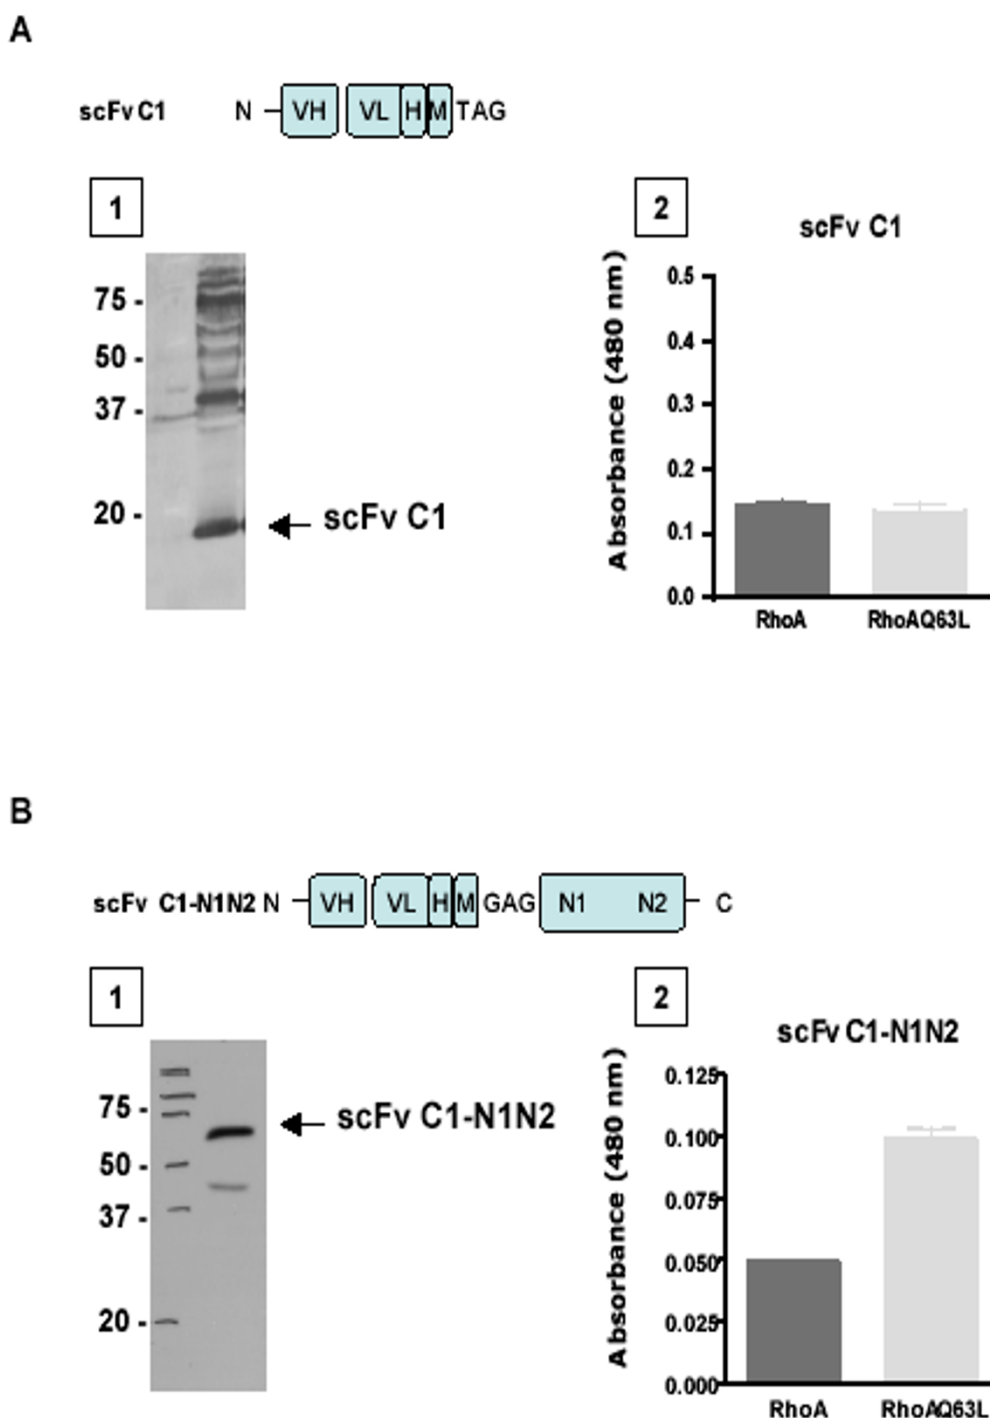 A
scFv C1 N VH VL H M TAG
1
75 -
50 -
37 -
20 -
scFv C1
2
scFv C1
Absorbance (480 nm)
0.5
0.4
0.3
0.2
0.1
0.0
RhoA RhoAQ63L
B
scFv C1-N1N2 N VH VL H M GAG N1 N2 C
1
75 -
50 -
37 -
20 -
scFv C1-N1N2
2
scFv C1-N1N2
Absorbance (480 nm)
0.125
0.100
0.075
0.050
0.025
0.000
RhoA RhoAQ63L